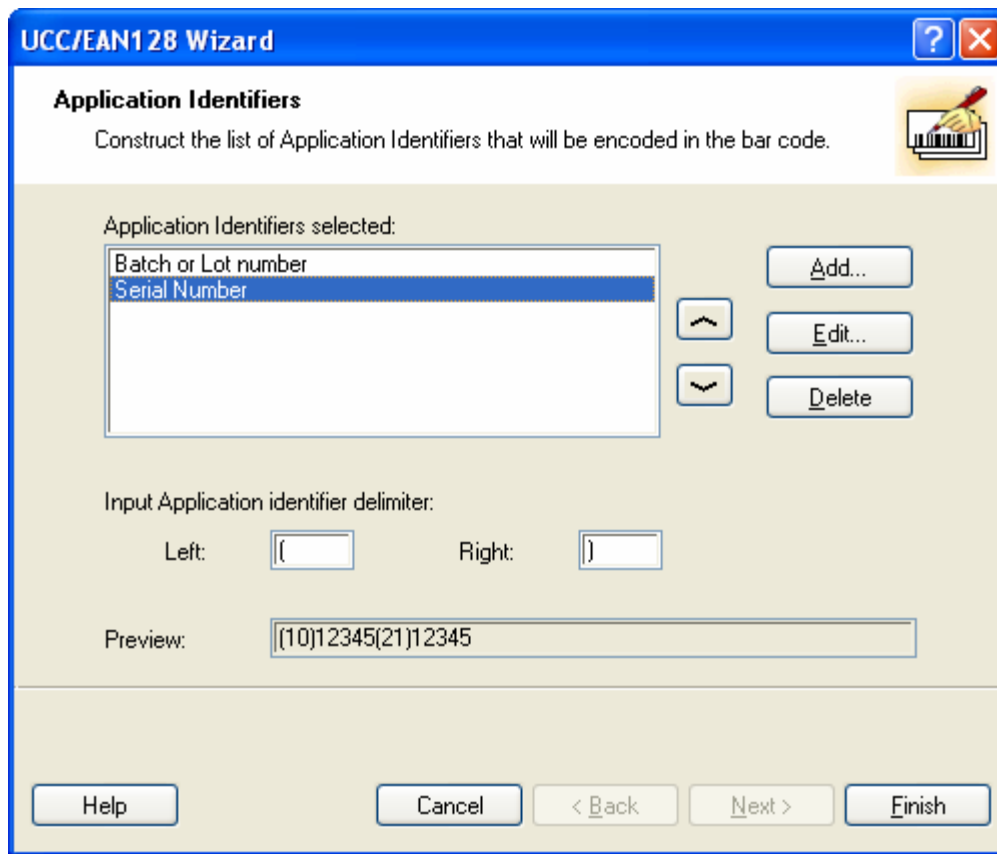 UCC/EAN128 Wizard
?
Application Identifiers
Construct the list of Application Identifiers that will be encoded in the bar code.
Application Identifiers selected:
Batch or Lot number
Serial Number
Add...
Edit...
Delete
Input Application identifier delimiter:
Left: ( Right: )
Preview: (10)12345(21)12345
Help Cancel < Back Next > Finish